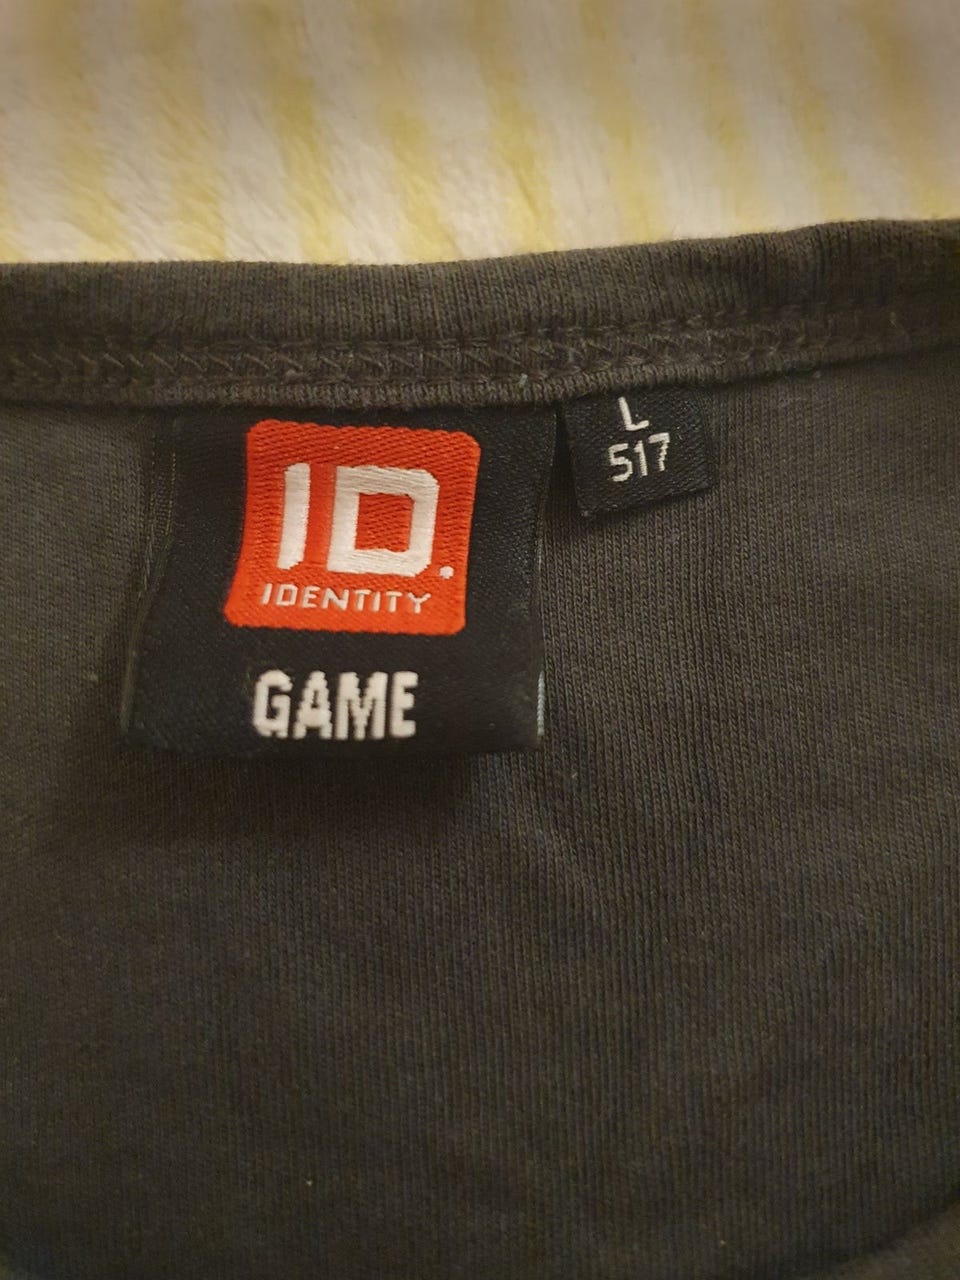 ID.
IDENTITY
GAME
L
517